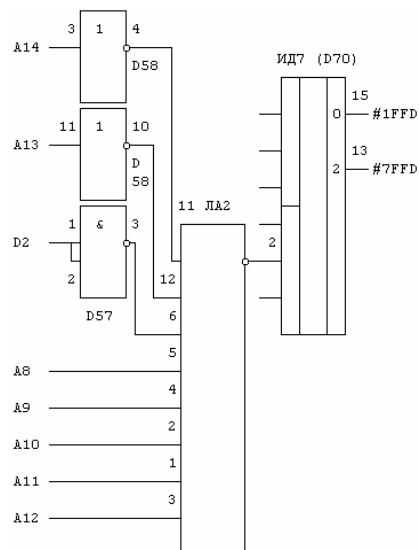 3 1 4
A14
D58
ИД7 (D70)
15
0 #1FFD
11 1 10
A13
D
58
13
2 #7FFD
11 ЛА2
1 & 3
D2
2
2
12
D57
6
5
A8
4
A9
2
A10
1
A11
3
A12